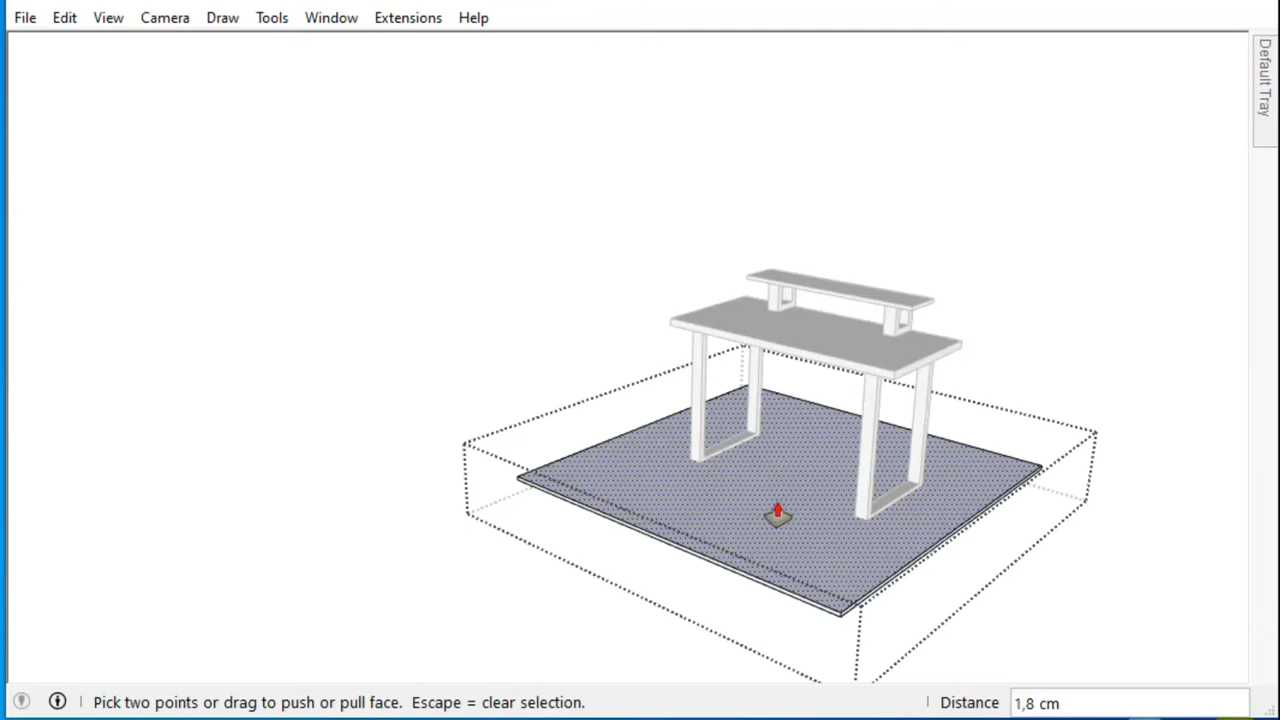 File Edit View Camera Draw Tools Window Extensions Help
Default Tray
Pick two points or drag to push or pull face. Escape = clear selection. Distance 1,8 cm